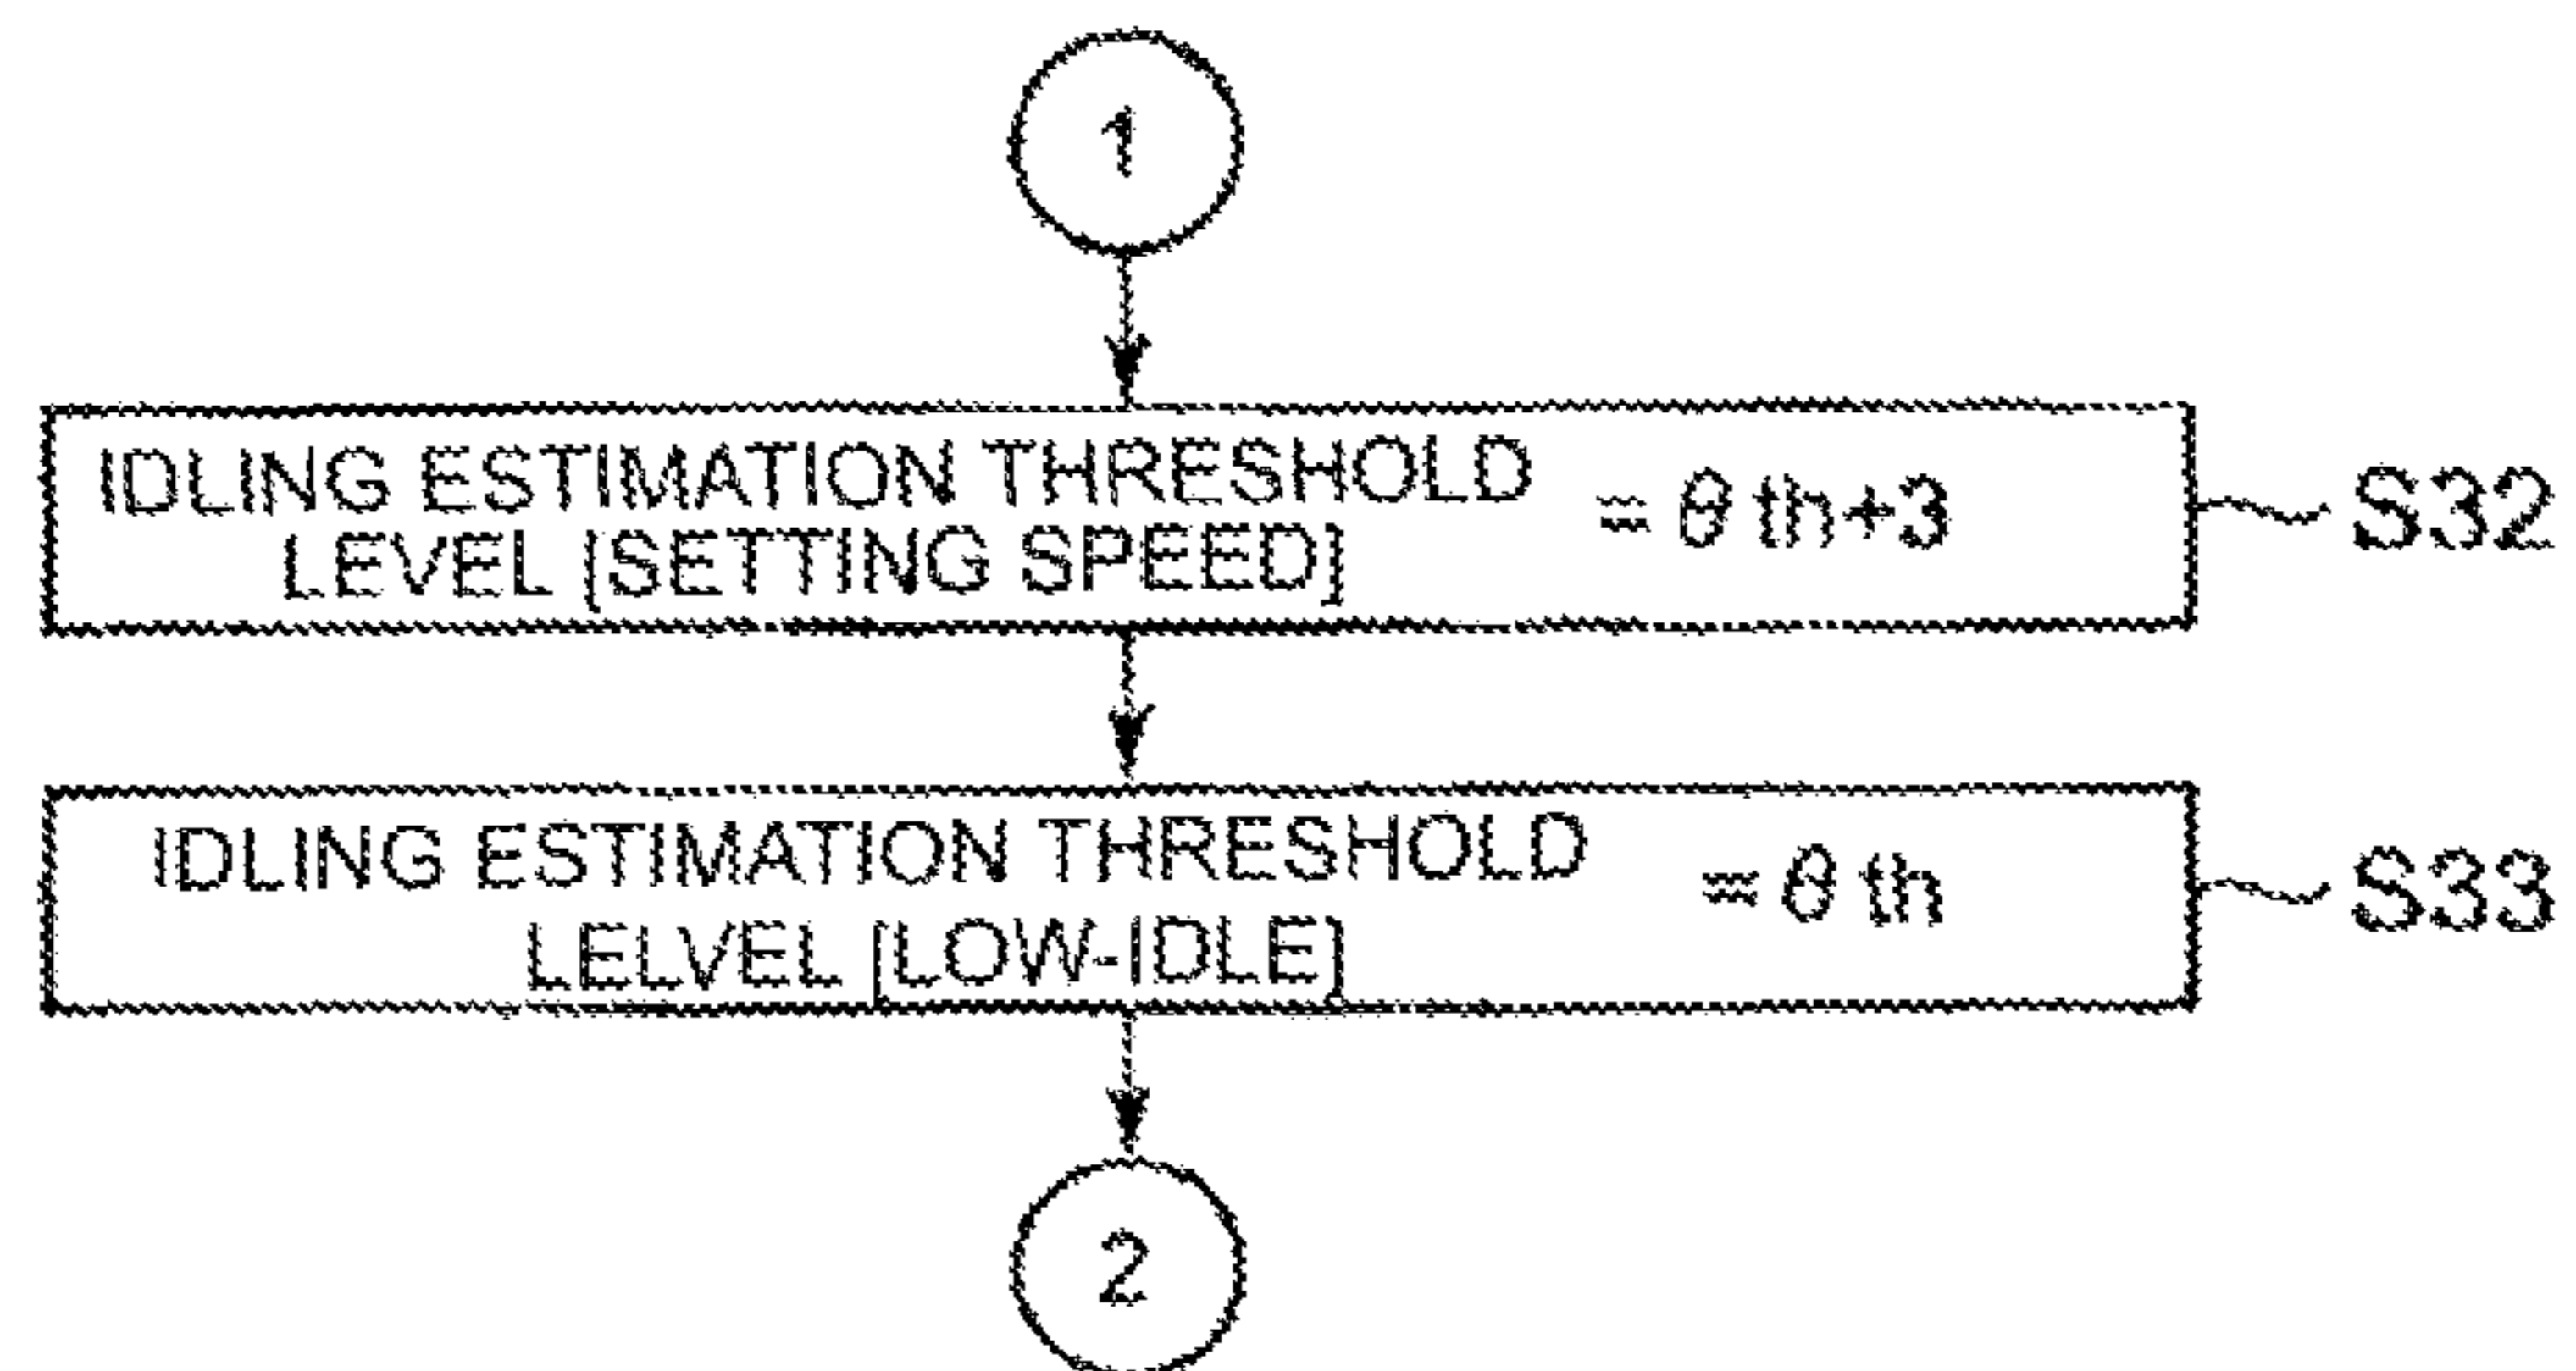 1
IDLING ESTIMATION THRESHOLD
LEVEL [SETTING SPEED]
= θ th+3
S32
IDLING ESTIMATION THRESHOLD
LELVEL [LOW-IDLE]
= θ th
S33
2